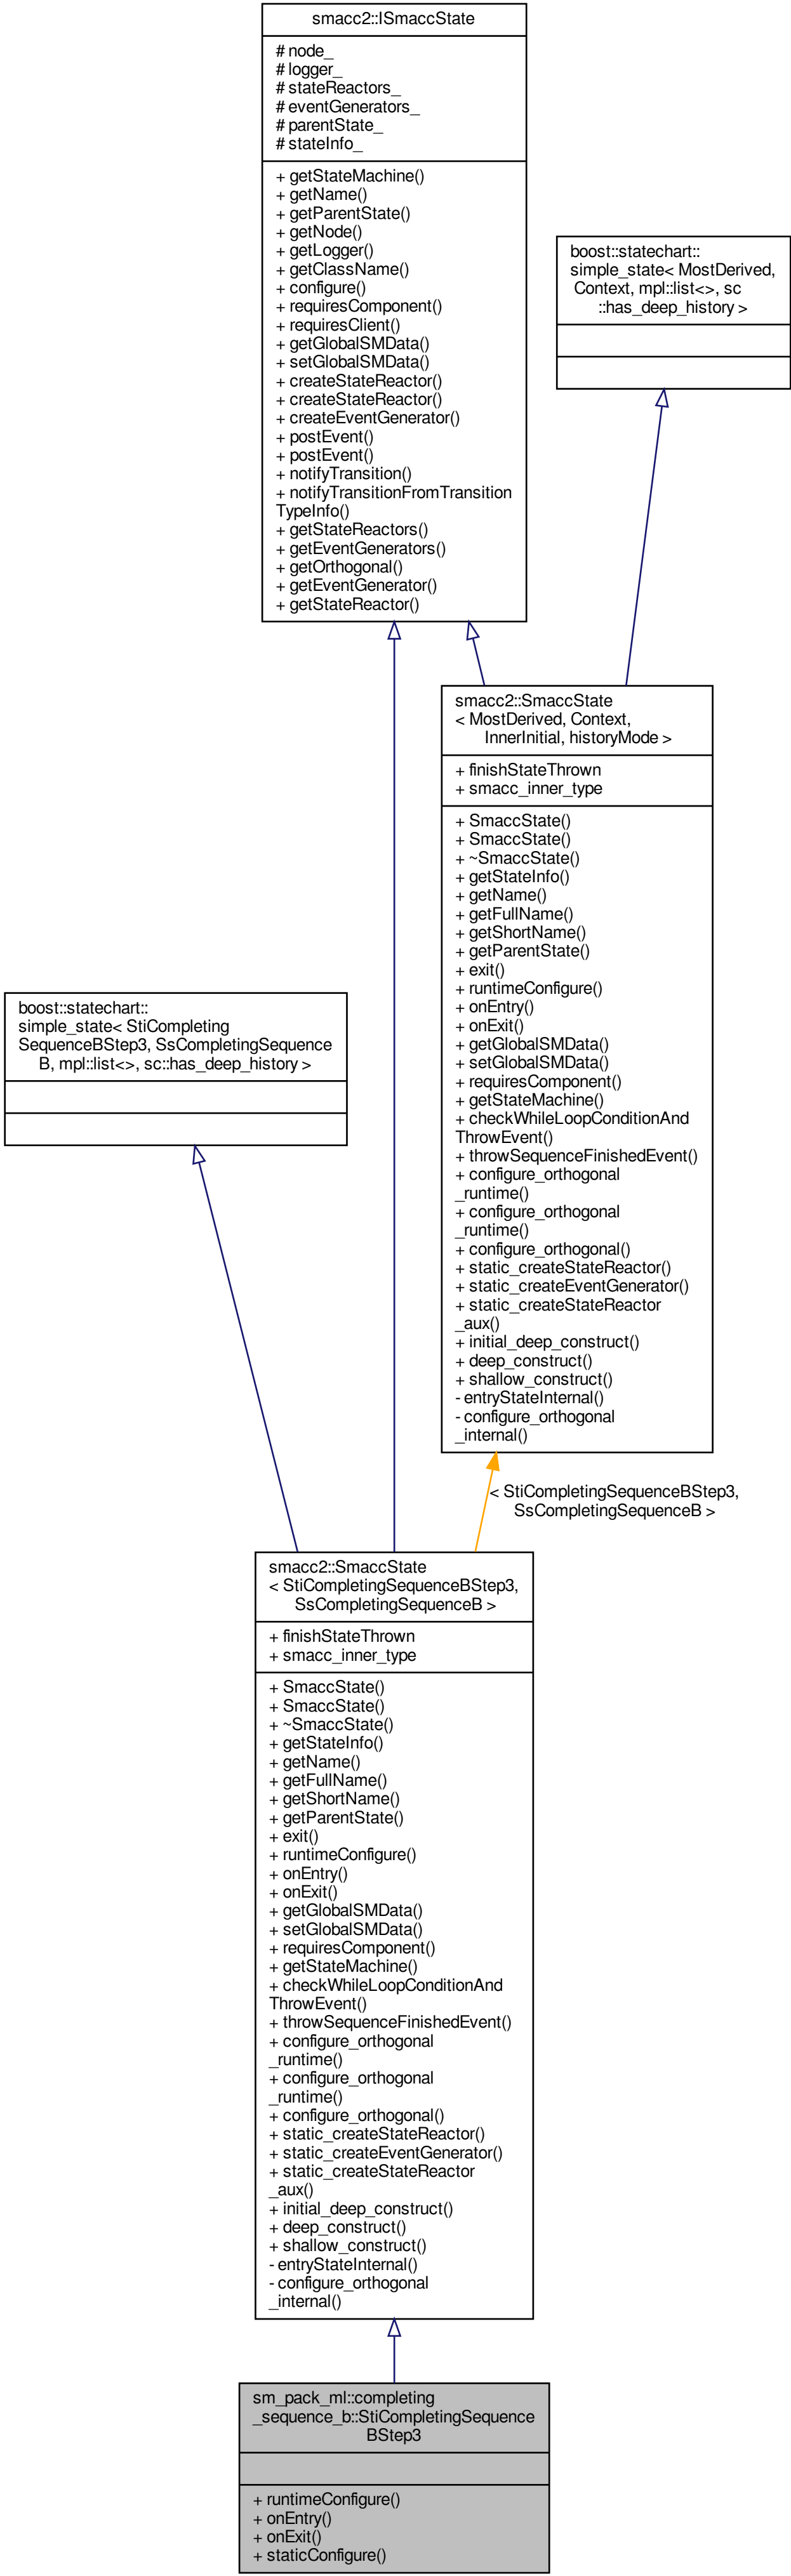 smacc2::ISmaccState
# node_
# logger_
# stateReactors_
# eventGenerators_
# parentState_
# stateInfo_
+ getStateMachine()
+ getName()
+ getParentState()
+ getNode()
+ getLogger()
+ getClassName()
+ configure()
+ requiresComponent()
+ requiresClient()
+ getGlobalSMData()
+ setGlobalSMData()
+ createStateReactor()
+ createStateReactor()
+ createEventGenerator()
+ postEvent()
+ postEvent()
+ notifyTransition()
+ notifyTransitionFromTransition
TypeInfo()
+ getStateReactors()
+ getEventGenerators()
+ getOrthogonal()
+ getEventGenerator()
+ getStateReactor()
boost::statechart::
simple_state< MostDerived,
Context, mpl::list<>, sc
::has_deep_history >
smacc2::SmaccState
< MostDerived, Context,
InnerInitial, historyMode >
+ finishStateThrown
+ smacc_inner_type
+ SmaccState()
+ SmaccState()
+ ~SmaccState()
+ getStateInfo()
+ getName()
+ getFullName()
+ getShortName()
+ getParentState()
+ exit()
+ runtimeConfigure()
+ onEntry()
+ onExit()
+ getGlobalSMData()
+ setGlobalSMData()
+ requiresComponent()
+ getStateMachine()
+ checkWhileLoopConditionAnd
ThrowEvent()
+ throwSequenceFinishedEvent()
+ configure_orthogonal
_runtime()
+ configure_orthogonal
_runtime()
+ configure_orthogonal()
+ static_createStateReactor()
+ static_createEventGenerator()
+ static_createStateReactor
_aux()
+ initial_deep_construct()
+ deep_construct()
+ shallow_construct()
- entryStateInternal()
- configure_orthogonal
_internal()
boost::statechart::
simple_state< StiCompleting
SequenceBStep3, SsCompletingSequence
B, mpl::list<>, sc::has_deep_history >
< StiCompletingSequenceBStep3,
SsCompletingSequenceB >
smacc2::SmaccState
< StiCompletingSequenceBStep3,
SsCompletingSequenceB >
+ finishStateThrown
+ smacc_inner_type
+ SmaccState()
+ SmaccState()
+ ~SmaccState()
+ getStateInfo()
+ getName()
+ getFullName()
+ getShortName()
+ getParentState()
+ exit()
+ runtimeConfigure()
+ onEntry()
+ onExit()
+ getGlobalSMData()
+ setGlobalSMData()
+ requiresComponent()
+ getStateMachine()
+ checkWhileLoopConditionAnd
ThrowEvent()
+ throwSequenceFinishedEvent()
+ configure_orthogonal
_runtime()
+ configure_orthogonal
_runtime()
+ configure_orthogonal()
+ static_createStateReactor()
+ static_createEventGenerator()
+ static_createStateReactor
_aux()
+ initial_deep_construct()
+ deep_construct()
+ shallow_construct()
- entryStateInternal()
- configure_orthogonal
_internal()
sm_pack_ml::completing
_sequence_b::StiCompletingSequence
BStep3
+ runtimeConfigure()
+ onEntry()
+ onExit()
+ staticConfigure()